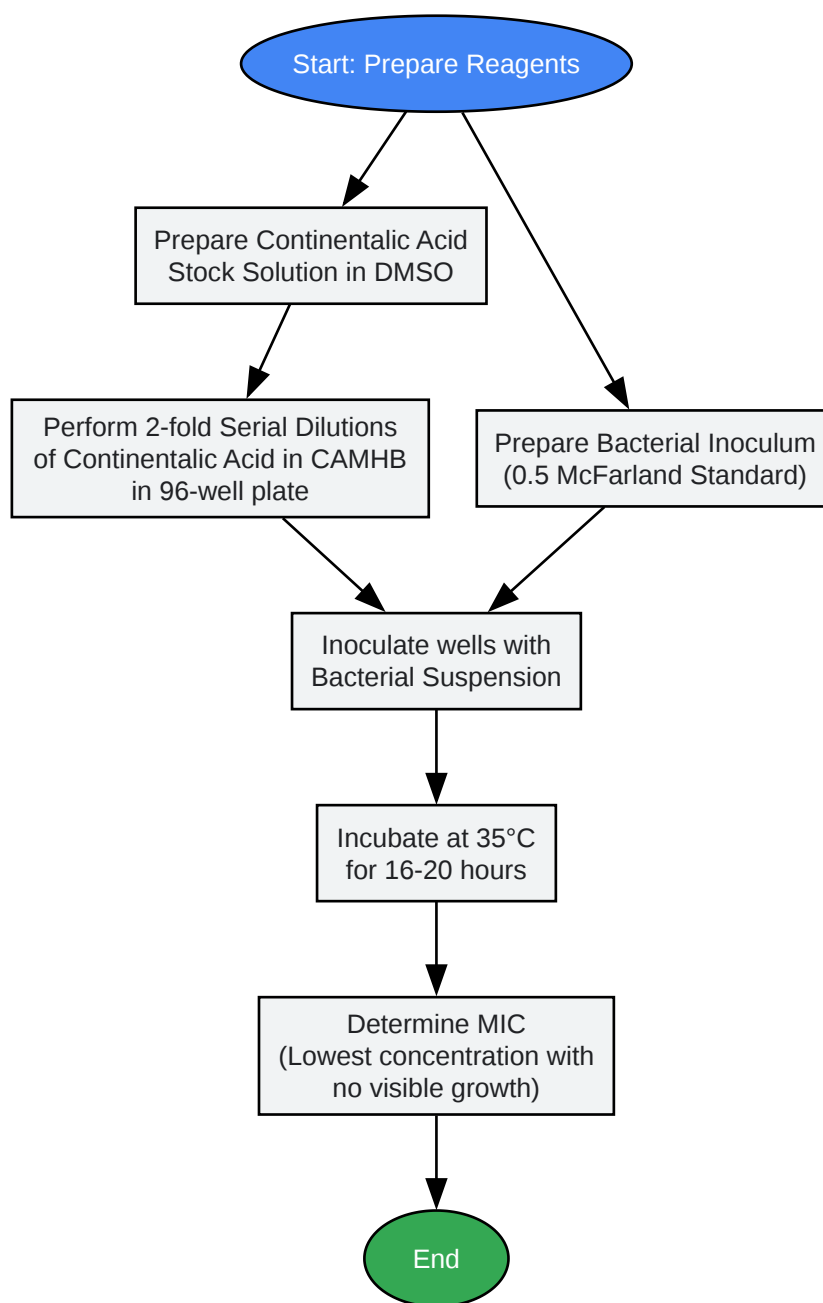 Start: Prepare Reagents
Prepare Continentalic Acid
Stock Solution in DMSO
Perform 2-fold Serial Dilutions
of Continentalic Acid in CAMHB
in 96-well plate
Prepare Bacterial Inoculum
(0.5 McFarland Standard)
Inoculate wells with
Bacterial Suspension
Incubate at 35°C
for 16-20 hours
Determine MIC
(Lowest concentration with
no visible growth)
End